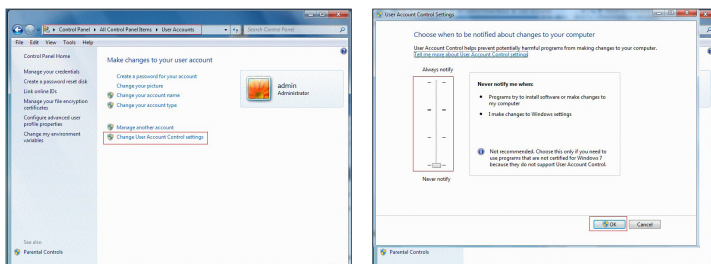 Control Panel ▸ All Control Panel Items ▸ User Accounts
Search Control Panel
File Edit View Tools Help
Control Panel Home
Manage your credentials
Create a password reset disk
Link online IDs
Manage your file encryption
certificates
Configure advanced user
profile properties
Change my environment
variables
See also
Parental Controls
Make changes to your user account
Create a password for your account
Change your picture
Change your account name
Change your account type
Manage another account
Change User Account Control settings
admin
Administrator
User Account Control Settings
Choose when to be notified about changes to your computer
User Account Control helps prevent potentially harmful programs from making changes to your computer.
Tell me more about User Account Control settings
Always notify
Never notify me when:
• Programs try to install software or make changes to
my computer
• I make changes to Windows settings
Not recommended. Choose this only if you need to
use programs that are not certified for Windows 7
because they do not support User Account Control.
Never notify
OK
Cancel
Parental Controls